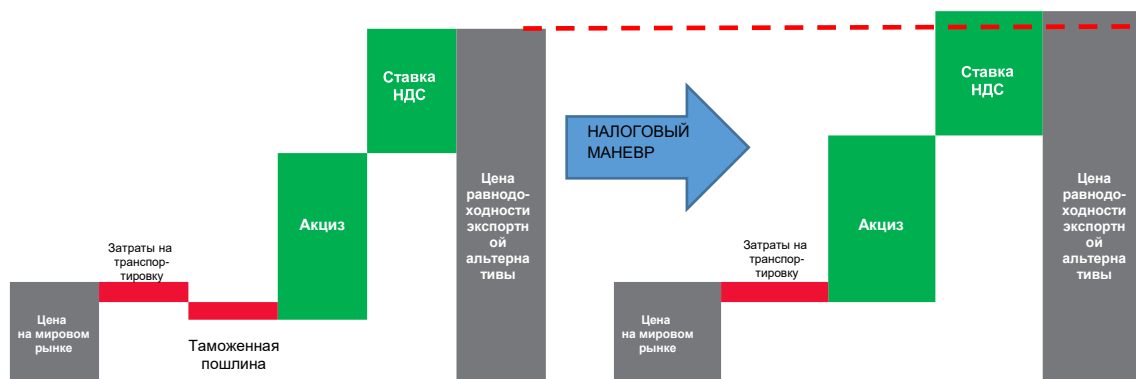 Цена
на мировом
рынке
Затраты на
транспор-
тировку
Таможенная
пошлина
Акциз
Ставка
НДС
Цена
равнодо-
ходности
экспортн
ой
альтерна
тивы
НАЛОГОВЫЙ
МАНЕВР
Цена
на мировом
рынке
Затраты на
транспор-
тировку
Акциз
Ставка
НДС
Цена
равнодо-
ходности
экспортн
ой
альтерна
тивы